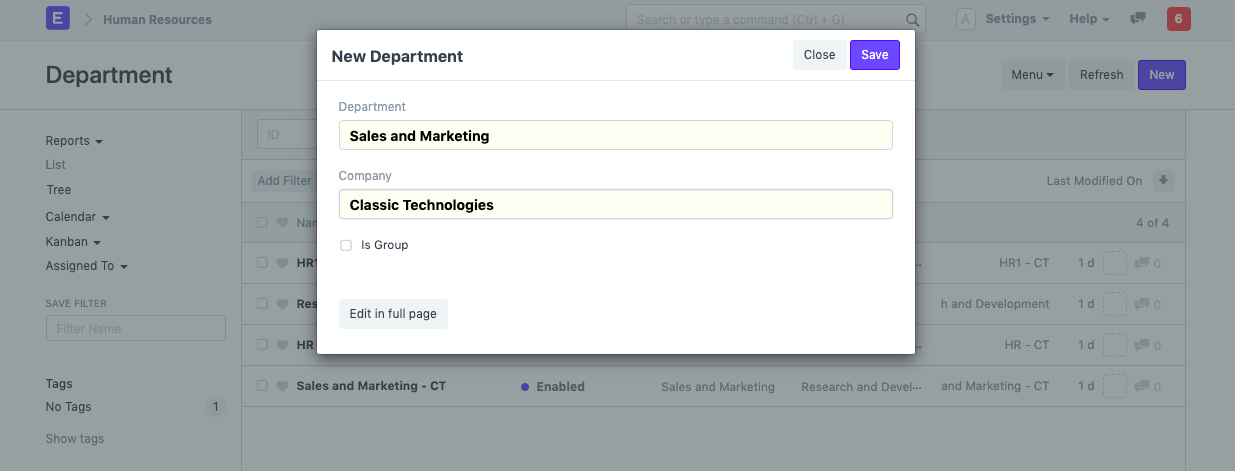 E Human Resources Search or type a command (Ctrl + G) A Settings Help 6
New Department Close Save
Department Menu Refresh New
Department
Sales and Marketing
Company
Classic Technologies
Is Group
Edit in full page
Reports
List
Tree
Calendar
Kanban
Assigned To
SAVE FILTER
Filter Name
Tags
No Tags 1
Show tags
ID
Add Filter Last Modified On
4 of 4
HR1 - CT 1 d 0
h and Development 1 d 0
HR ... HR - CT 1 d 0
Sales and Marketing - CT Enabled Sales and Marketing Research and Devel... and Marketing - CT 1 d 0